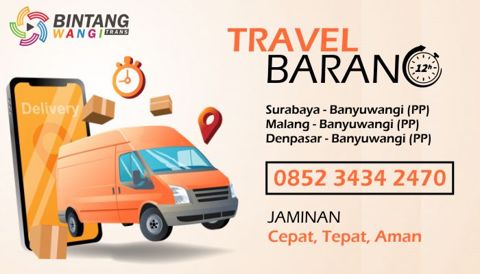 BINTANG
WANGI TRANS
TRAVEL
BARANG
12h
Surabaya - Banyuwangi (PP)
Malang - Banyuwangi (PP)
Denpasar - Banyuwangi (PP)
0852 3434 2470
JAMINAN
Cepat, Tepat, Aman
Delivery